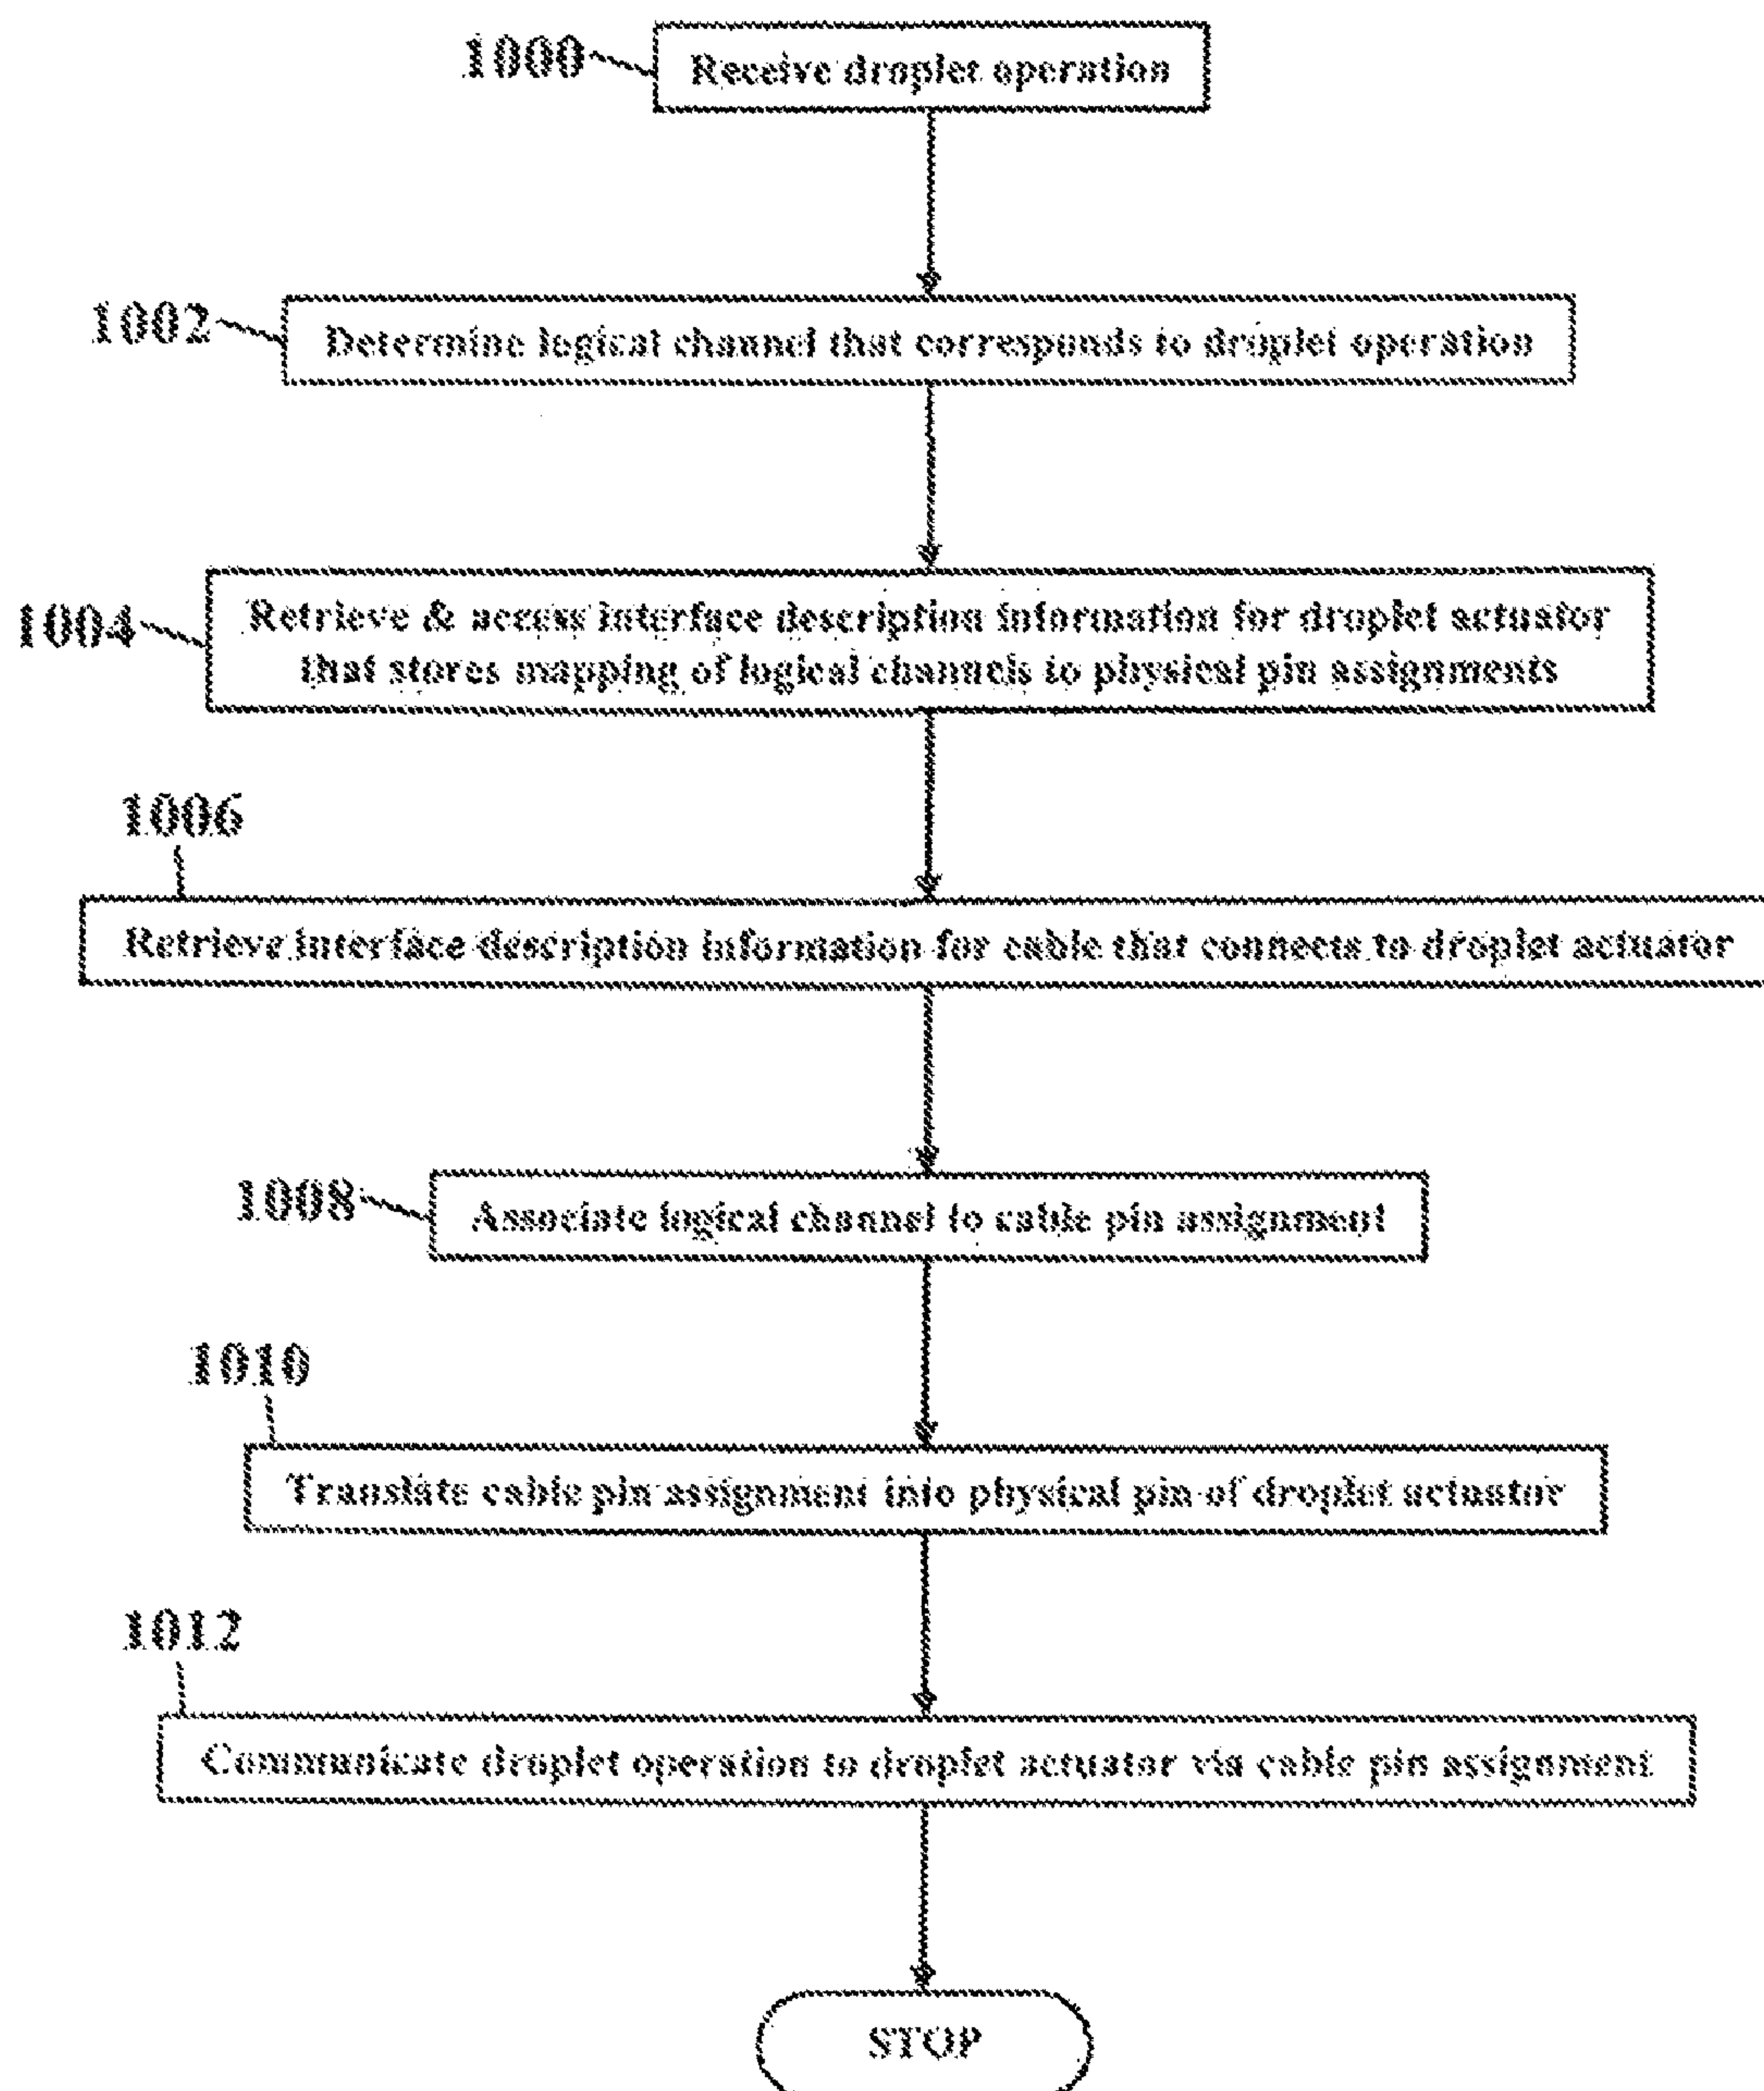 1000
Receive droplet operation
1002
Determine logical channel that corresponds to droplet operation
1004
Retrieve & access interface description information for droplet actuator
that stores mapping of logical channels to physical pin assignments
1006
Retrieve interface description information for cable that connects to droplet actuator
1008
Associate logical channel to cable pin assignment
1010
Translate cable pin assignment into physical pin of droplet actuator
1012
Communicate droplet operation to droplet actuator via cable pin assignment
STOP